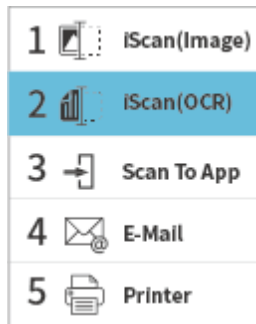 1 iScan(Image)
2 iScan(OCR)
3 Scan To App
4 @ E-Mail
5 Printer